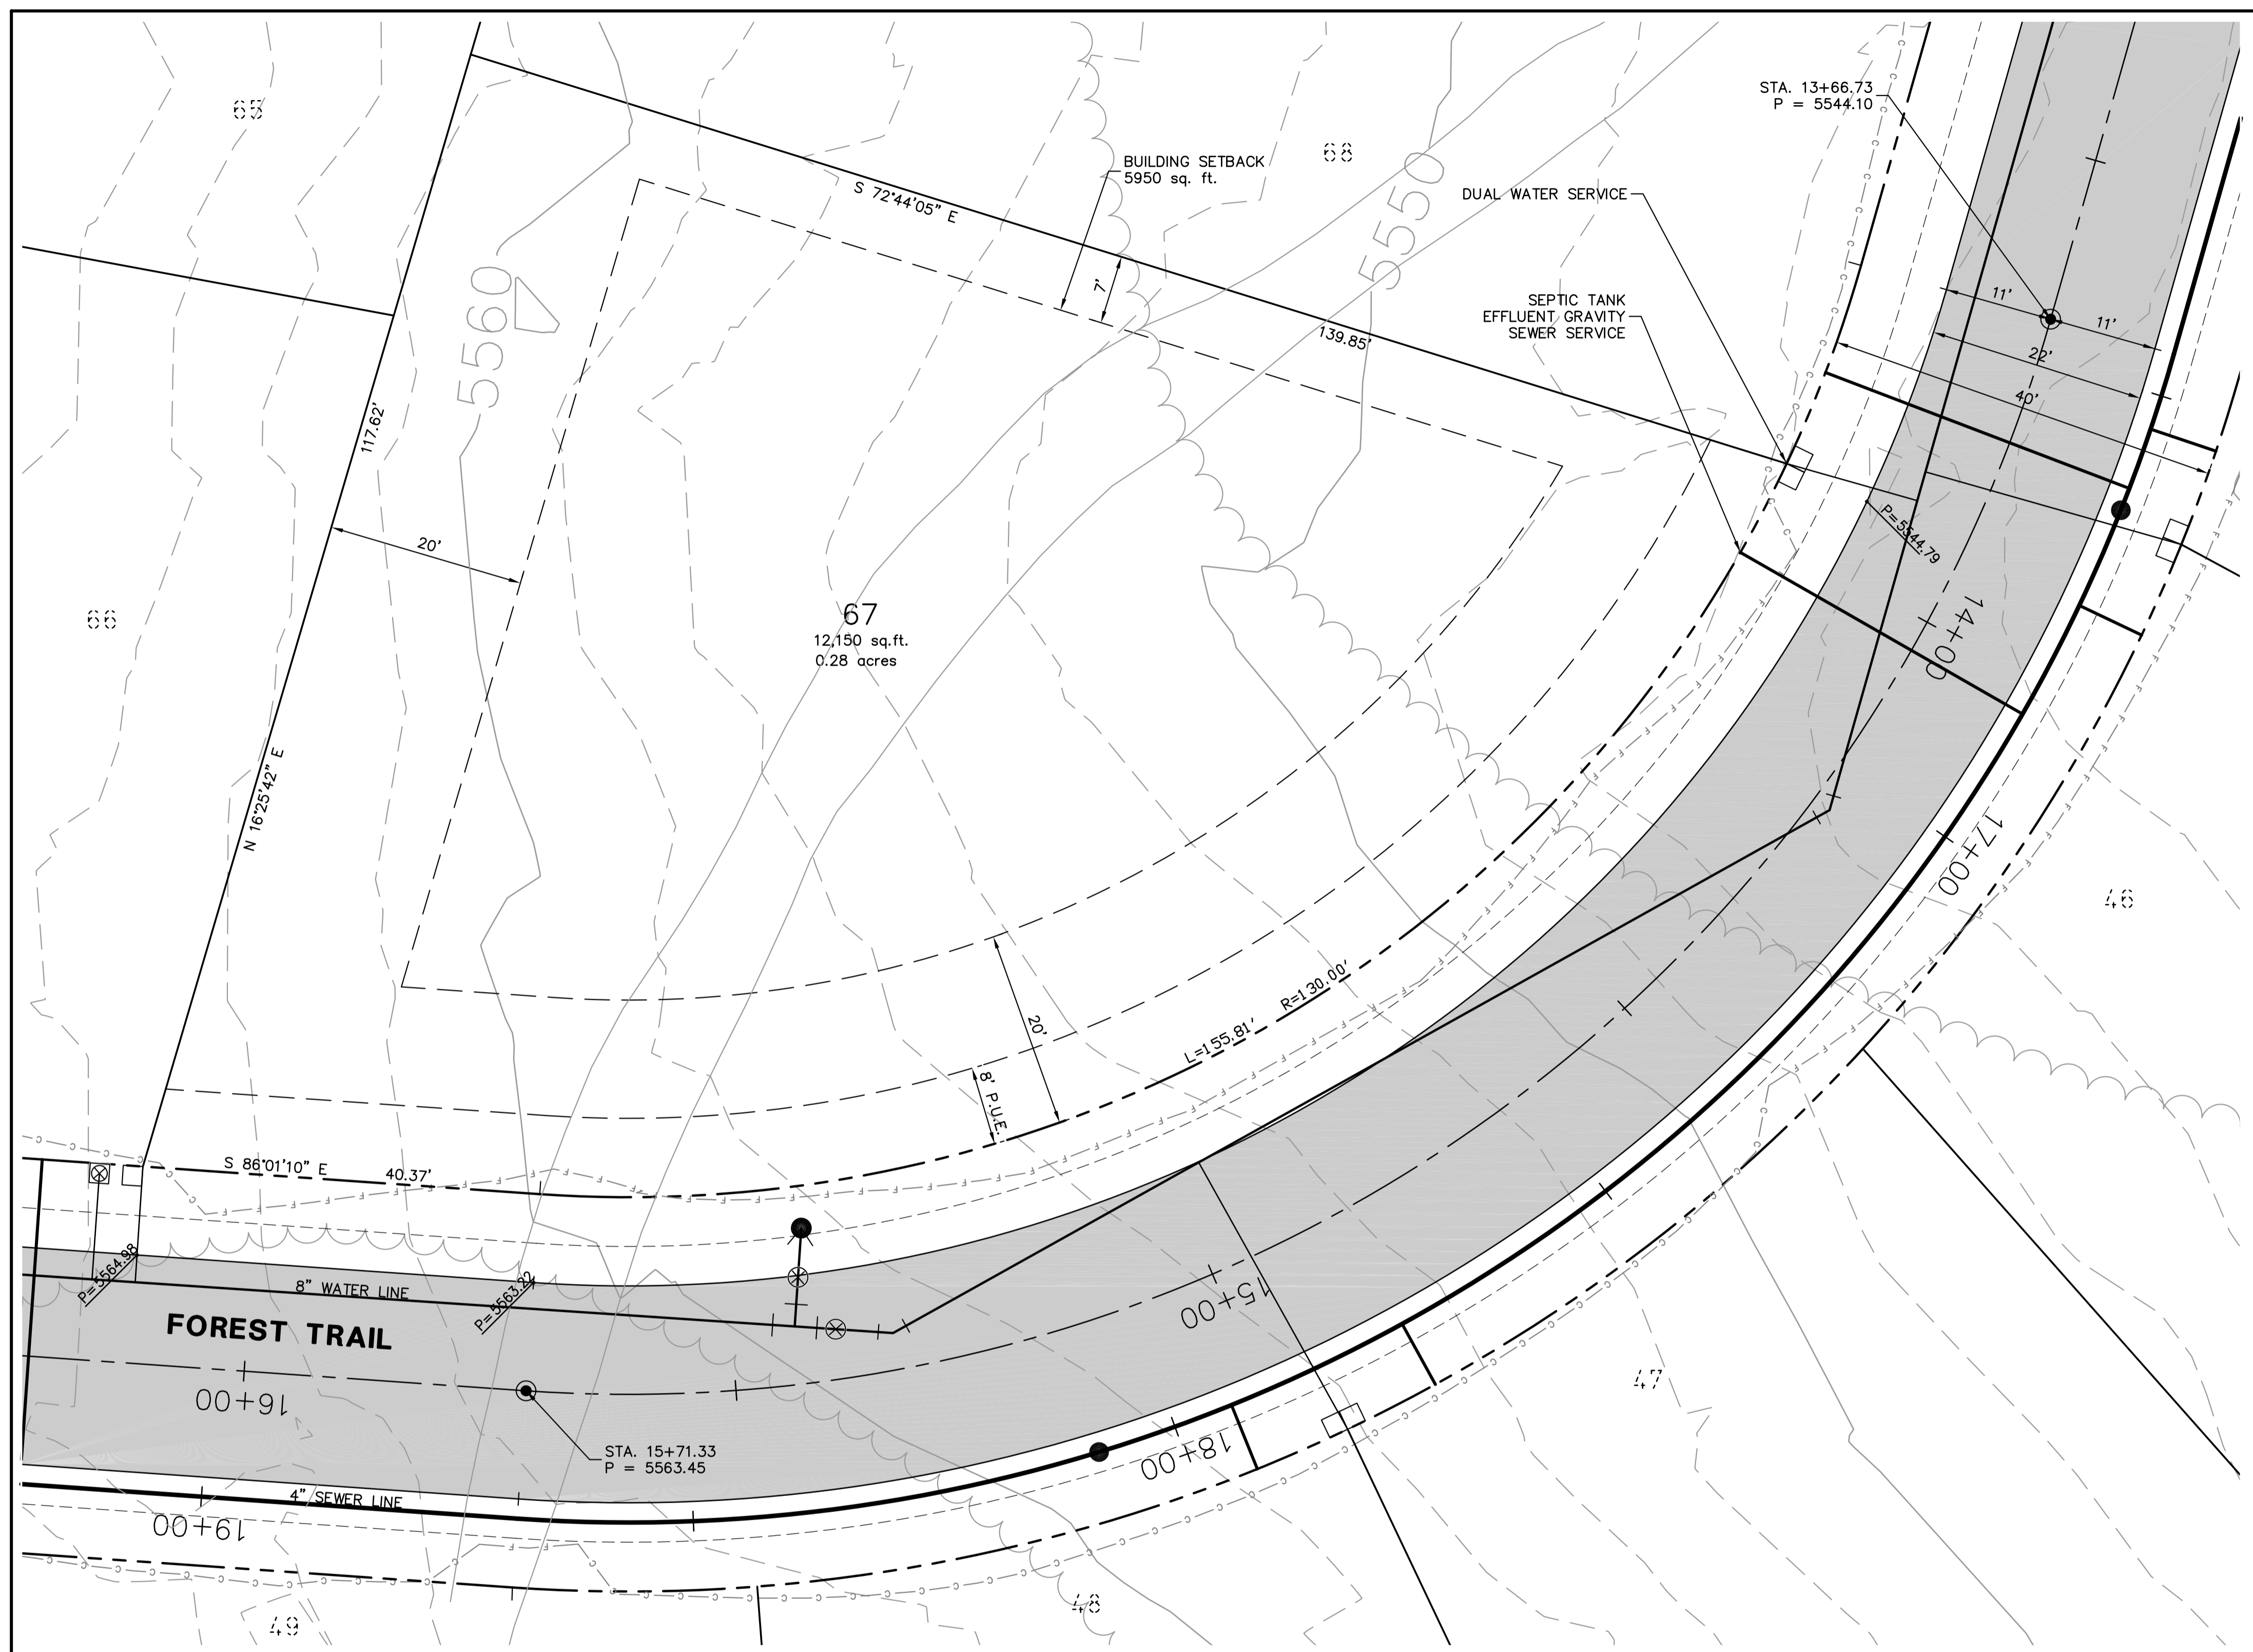 65
STA. 13+66.73
P = 5544.10
BUILDING SETBACK
5950 sq. ft.
68
S 72°44'05" E
DUAL WATER SERVICE
5550
7'
5560
SEPTIC TANK
EFFLUENT GRAVITY
SEWER SERVICE
139.85'
11'
11'
22'
40'
117.62'
20'
P=5544.79
66
67
12,150 sq.ft.
0.28 acres
14+00
N 16°25'42" E
17+00
46
20'
R=130.00'
L=155.81'
8' P.U.E.
S 86°01'10" E
40.37'
P=5564.98
8" WATER LINE
P=5563.22
FOREST TRAIL
15+00
16+00
47
STA. 15+71.33
P = 5563.45
18+00
4" SEWER LINE
19+00
48
49